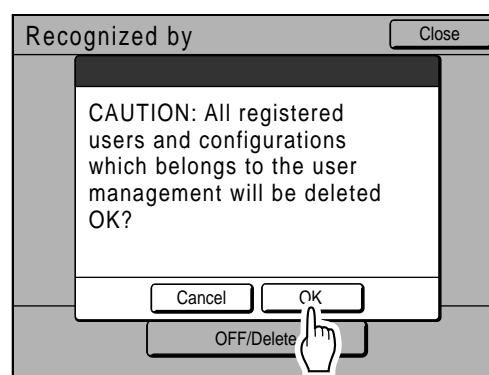 Recognized by
Close
CAUTION: All registered
users and configurations
which belongs to the user
management will be deleted
OK?
Cancel
OK
OFF/Delete